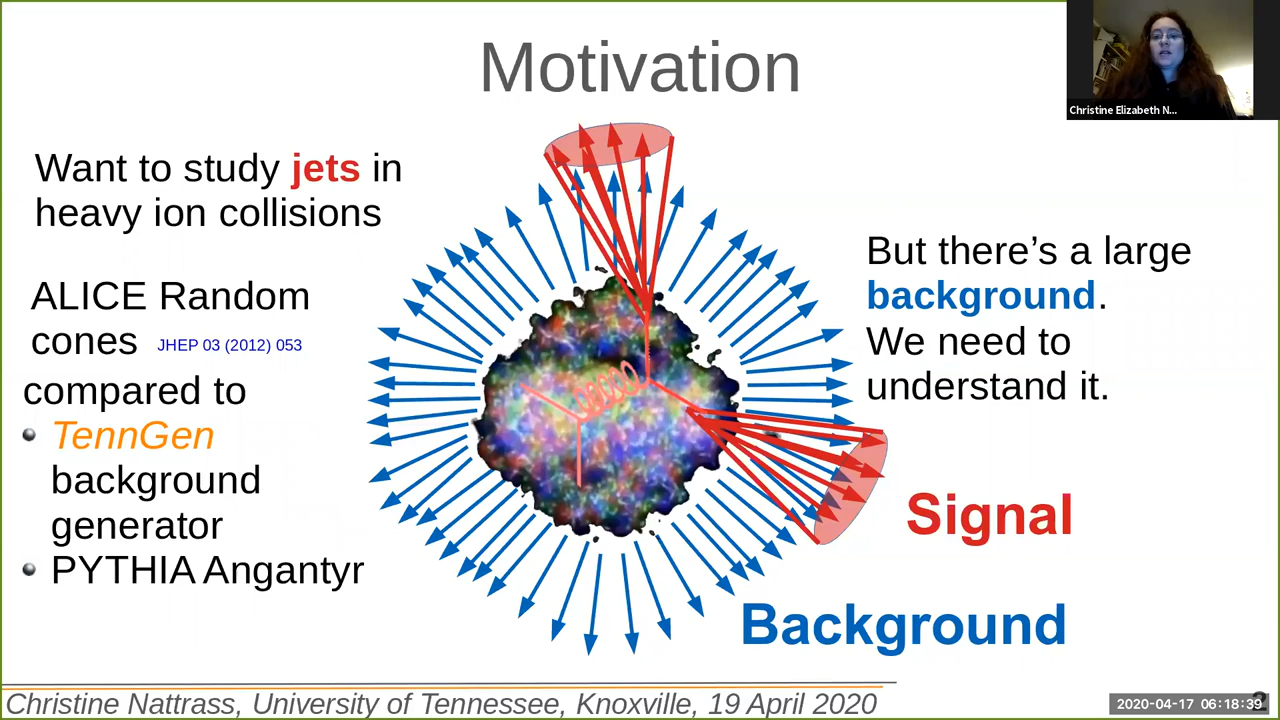 Motivation
Christine Elizabeth N...
Want to study jets in
heavy ion collisions
ALICE Random
cones JHEP 03 (2012) 053
compared to
TennGen
background
generator
PYTHIA Angantyr
But there’s a large
background.
We need to
understand it.
Signal
Background
Christine Nattrass, University of Tennessee, Knoxville, 19 April 2020
2020-04-17 06:18:39
2